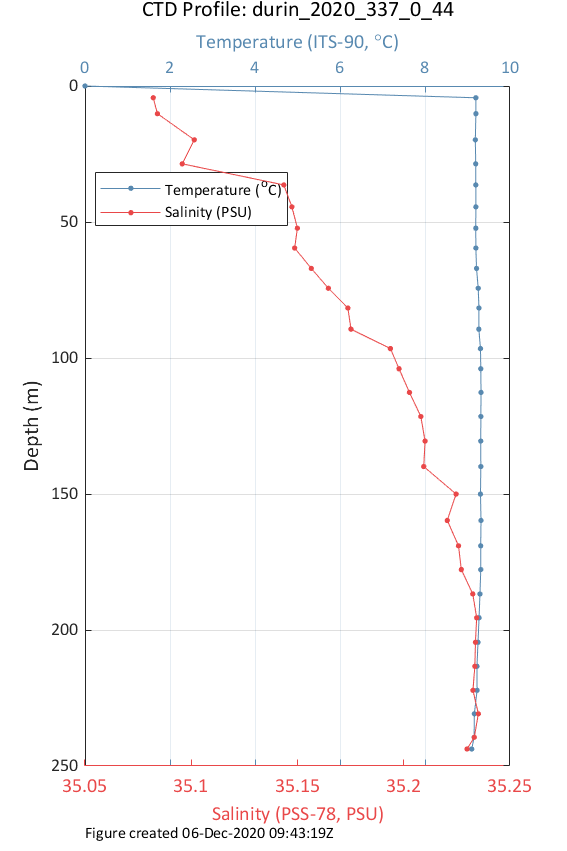 CTD Profile: durin_2020_337_0_44
Temperature (ITS-90, °C)
0 2 4 6 8 10
0
50
100
150
200
250
Depth (m)
Temperature (°C)
Salinity (PSU)
35.05 35.1 35.15 35.2 35.25
Salinity (PSS-78, PSU)
Figure created 06-Dec-2020 09:43:19Z